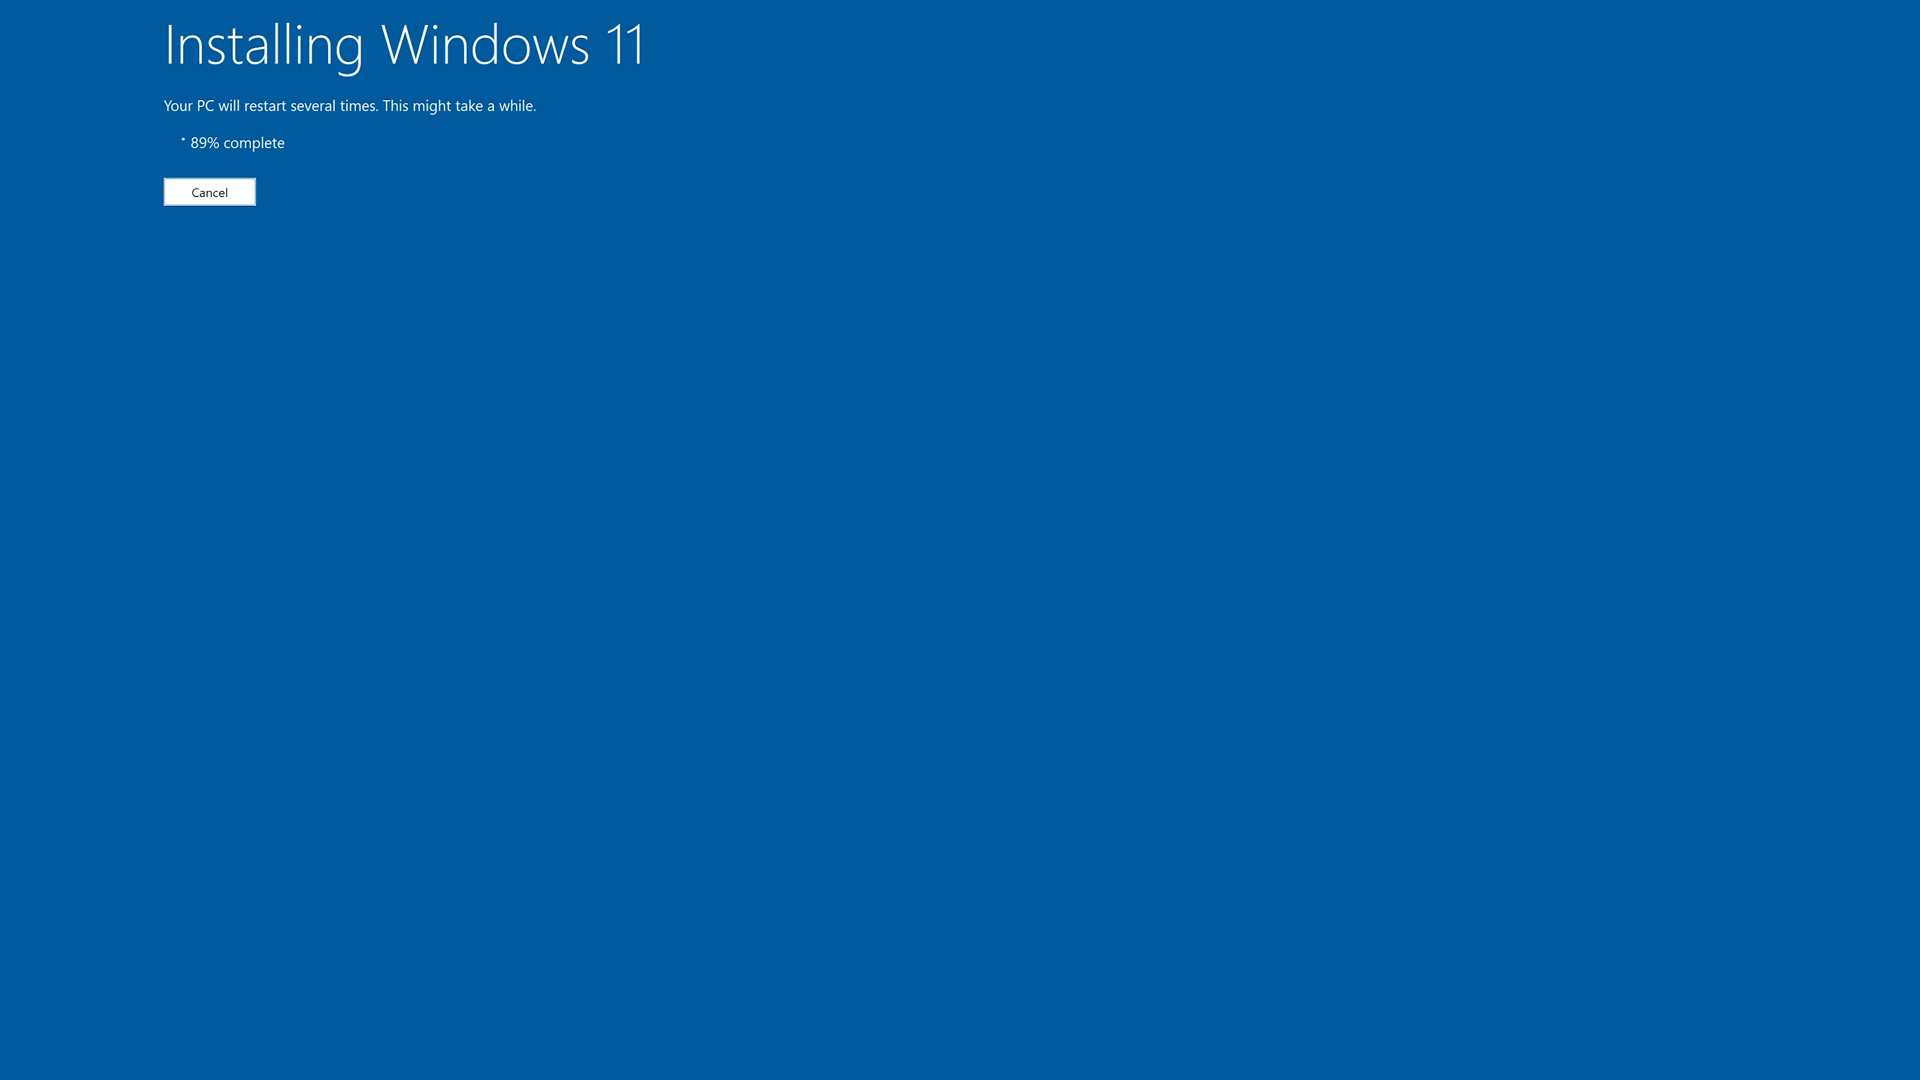 Installing Windows 11
Your PC will restart several times. This might take a while.
89% complete
Cancel